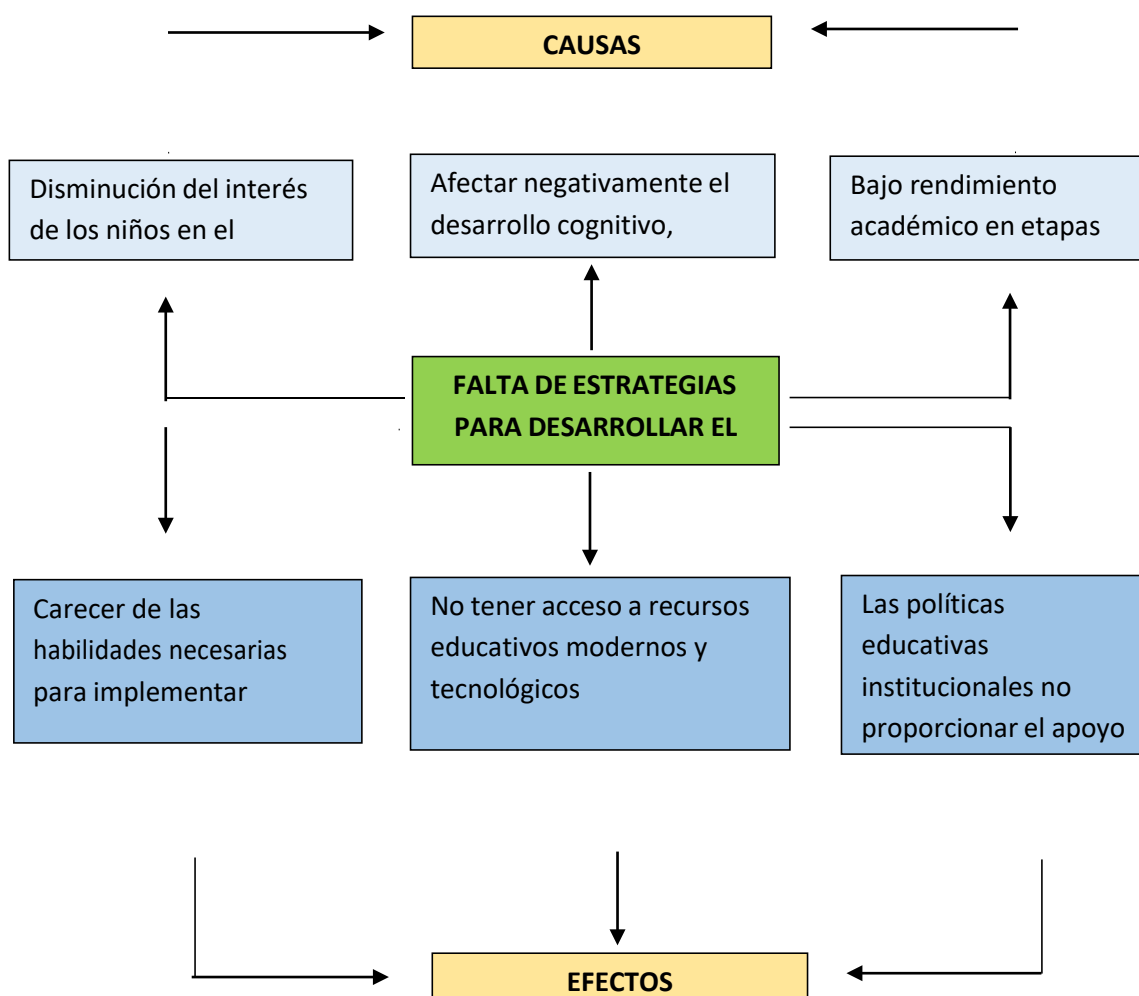 CAUSAS
Disminución del interés
de los niños en el
Afectar negativamente el
desarrollo cognitivo,
Bajo rendimiento
académico en etapas
FALTA DE ESTRATEGIAS
PARA DESARROLLAR EL
Carecer de las
habilidades necesarias
para implementar
No tener acceso a recursos
educativos modernos y
tecnológicos
Las políticas
educativas
institucionales no
proporcionar el apoyo
EFECTOS